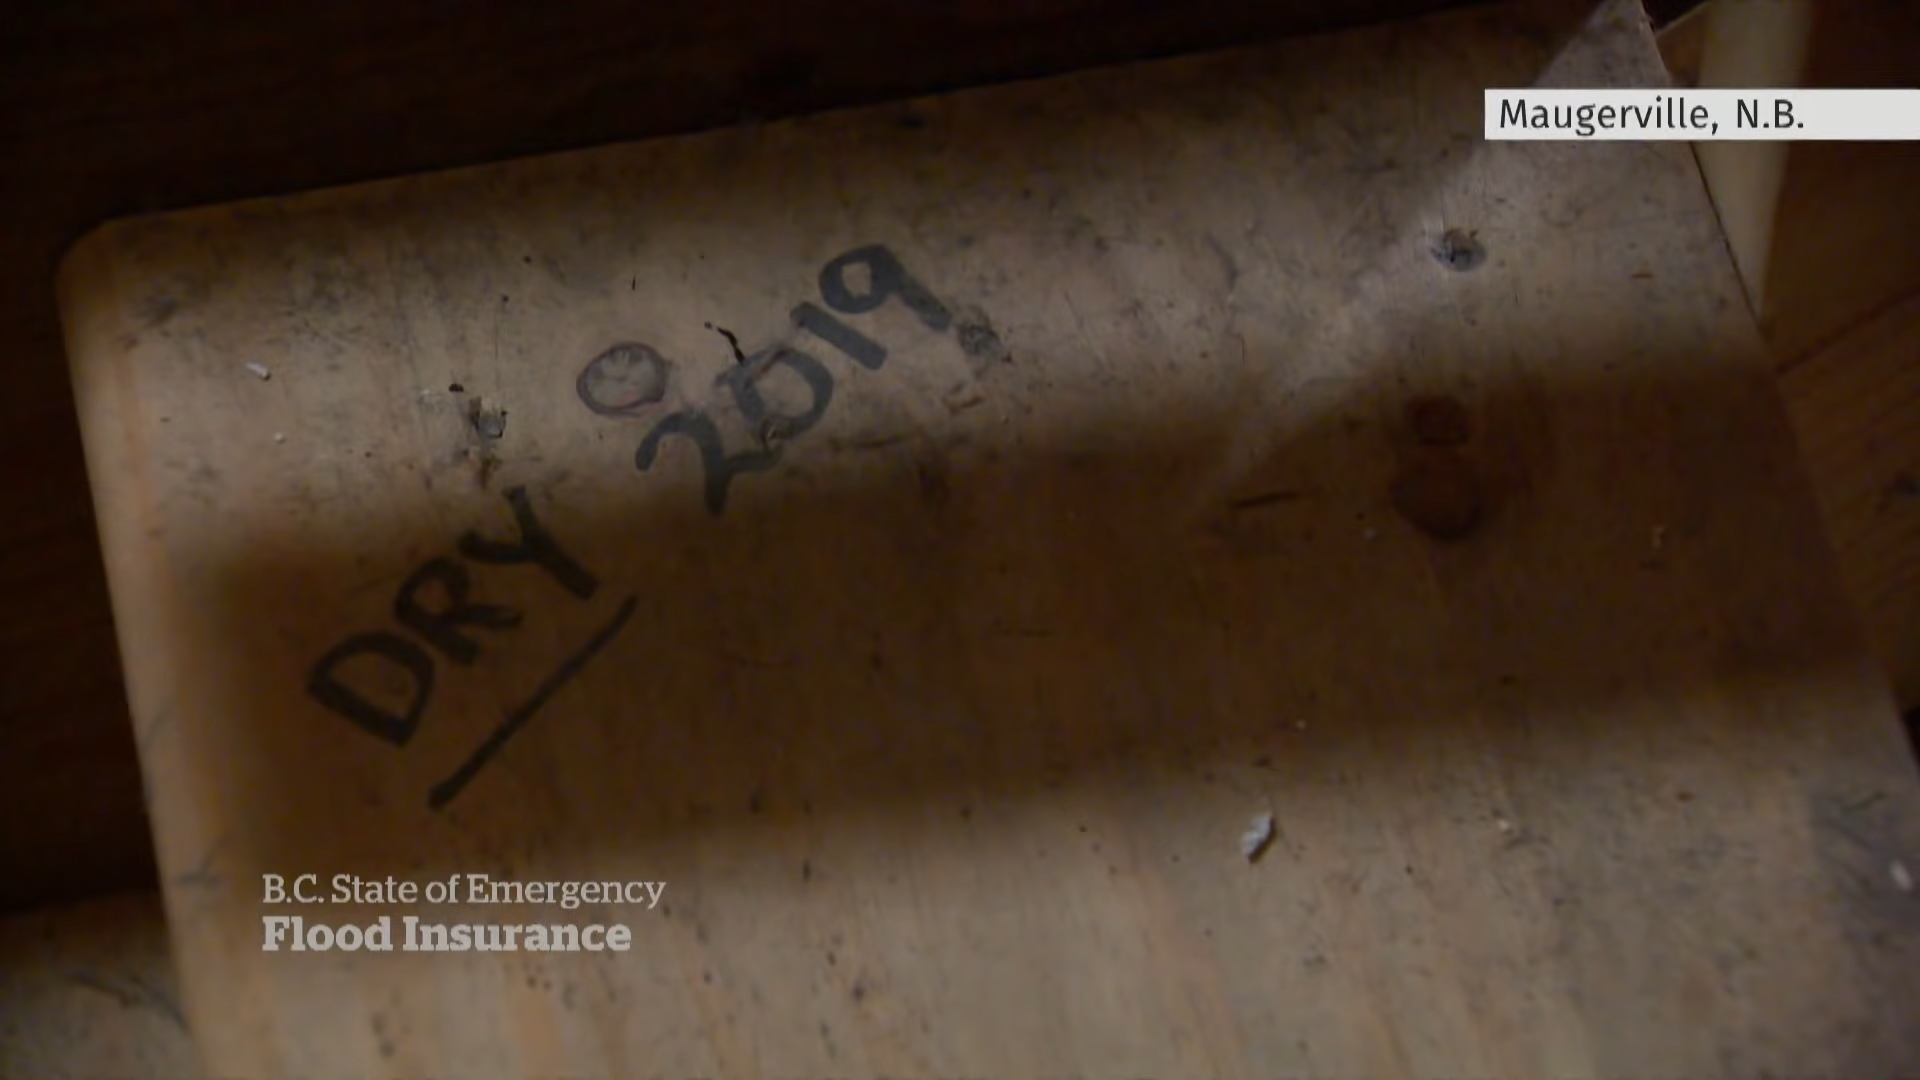 Maugerville, N.B.
DRY 2019
B.C. State of Emergency
Flood Insurance